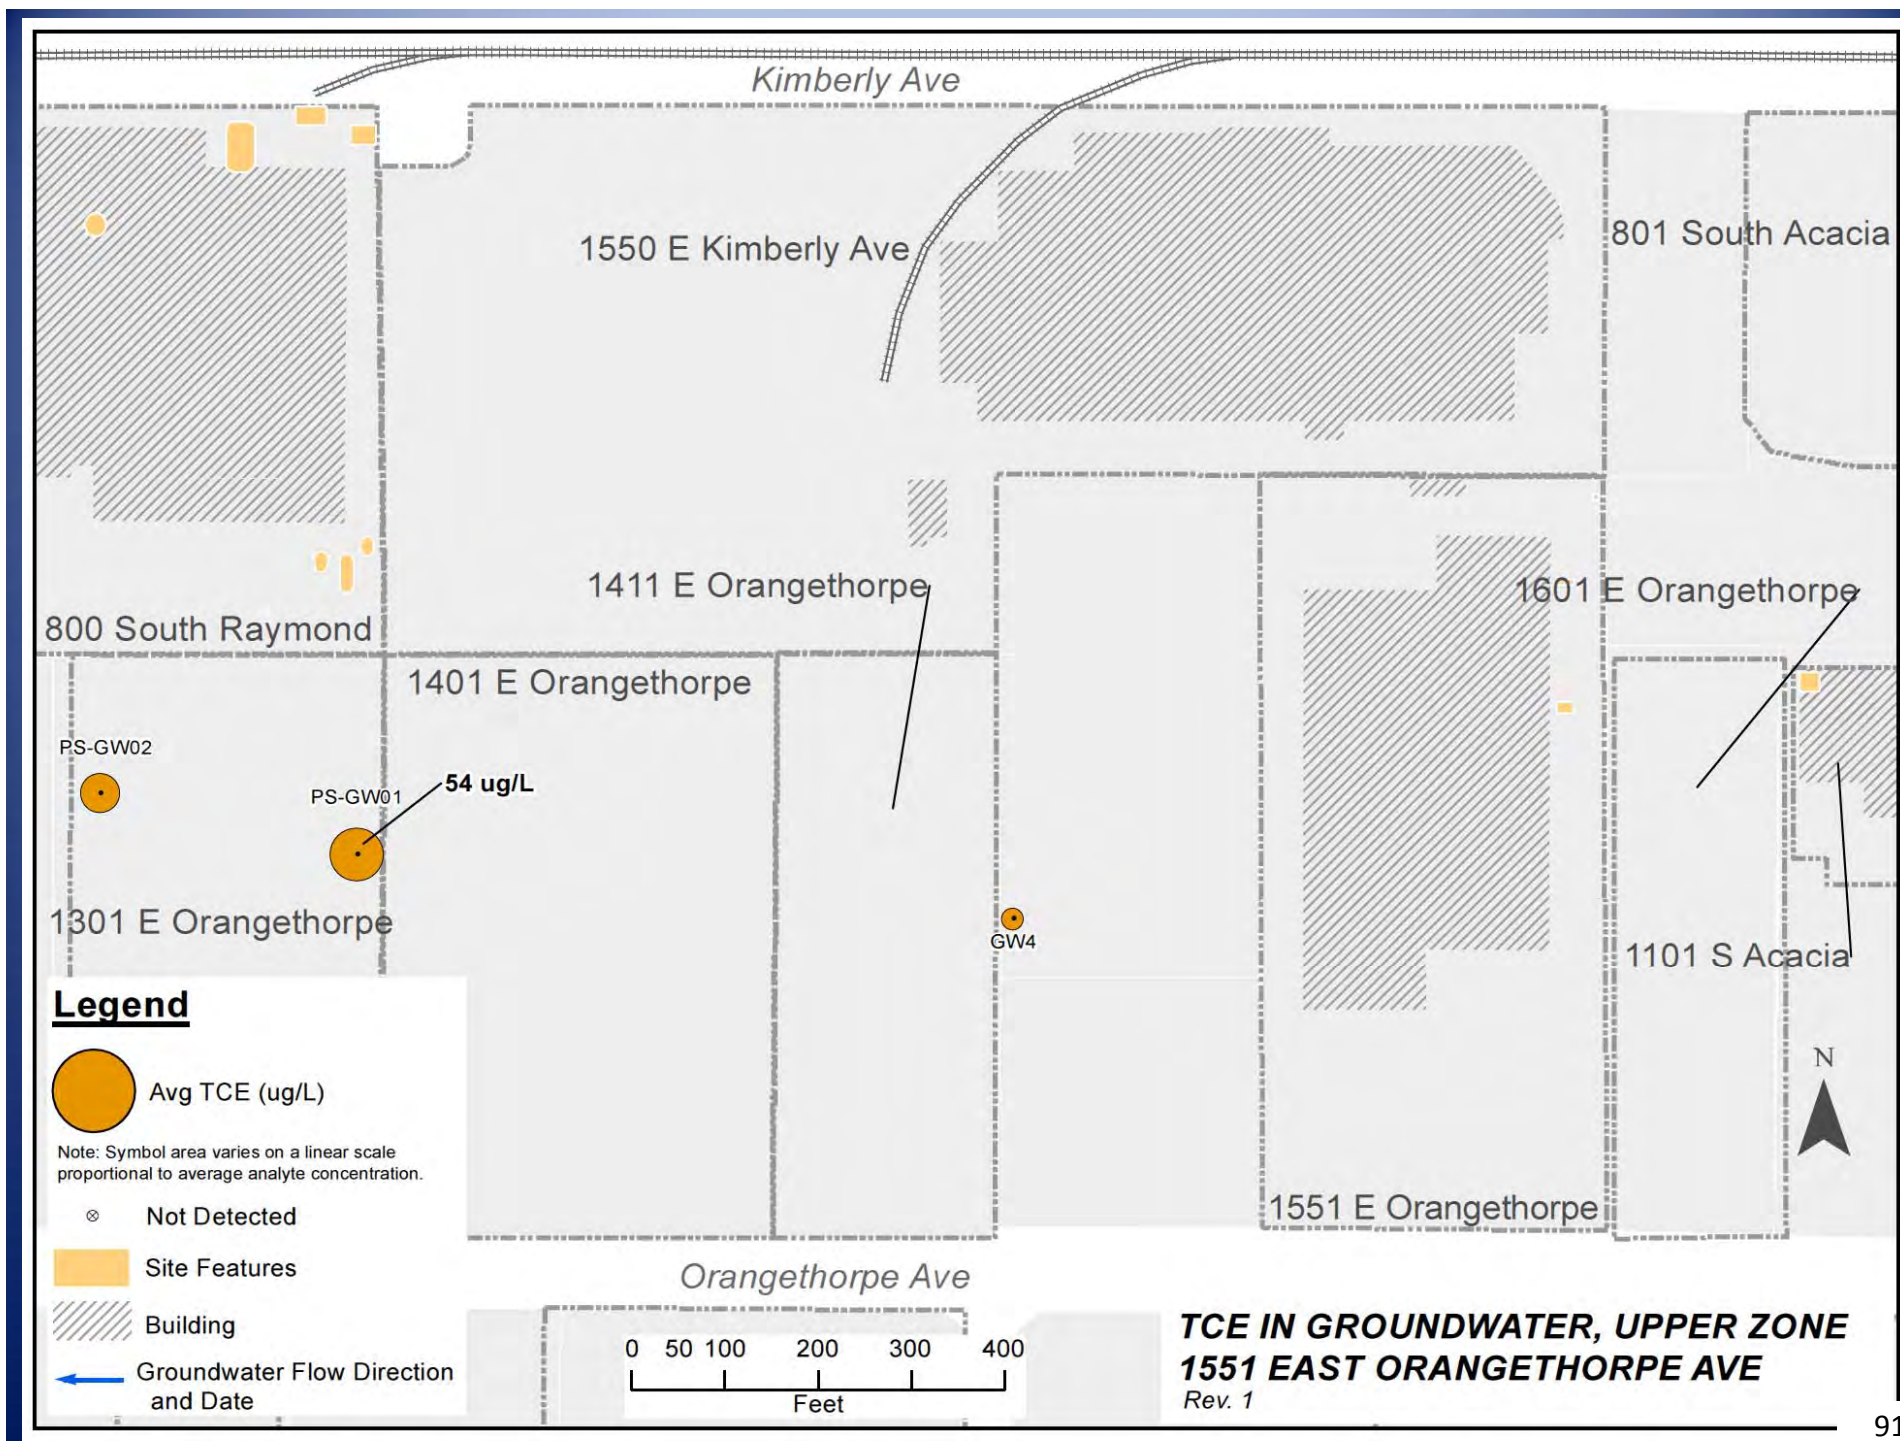 Kimberly Ave
1550 E Kimberly Ave
801 South Acacia
1411 E Orangethorpe
1601 E Orangethorpe
800 South Raymond
1401 E Orangethorpe
PS-GW02
PS-GW01
54 ug/L
1301 E Orangethorpe
GW4
1101 S Acacia
Legend
Avg TCE (ug/L)
Note: Symbol area varies on a linear scale
proportional to average analyte concentration.
Not Detected
Site Features
Building
Groundwater Flow Direction
and Date
N
1551 E Orangethorpe
Orangethorpe Ave
0 50 100 200 300 400
Feet
TCE IN GROUNDWATER, UPPER ZONE
1551 EAST ORANGETHORPE AVE
Rev. 1
91